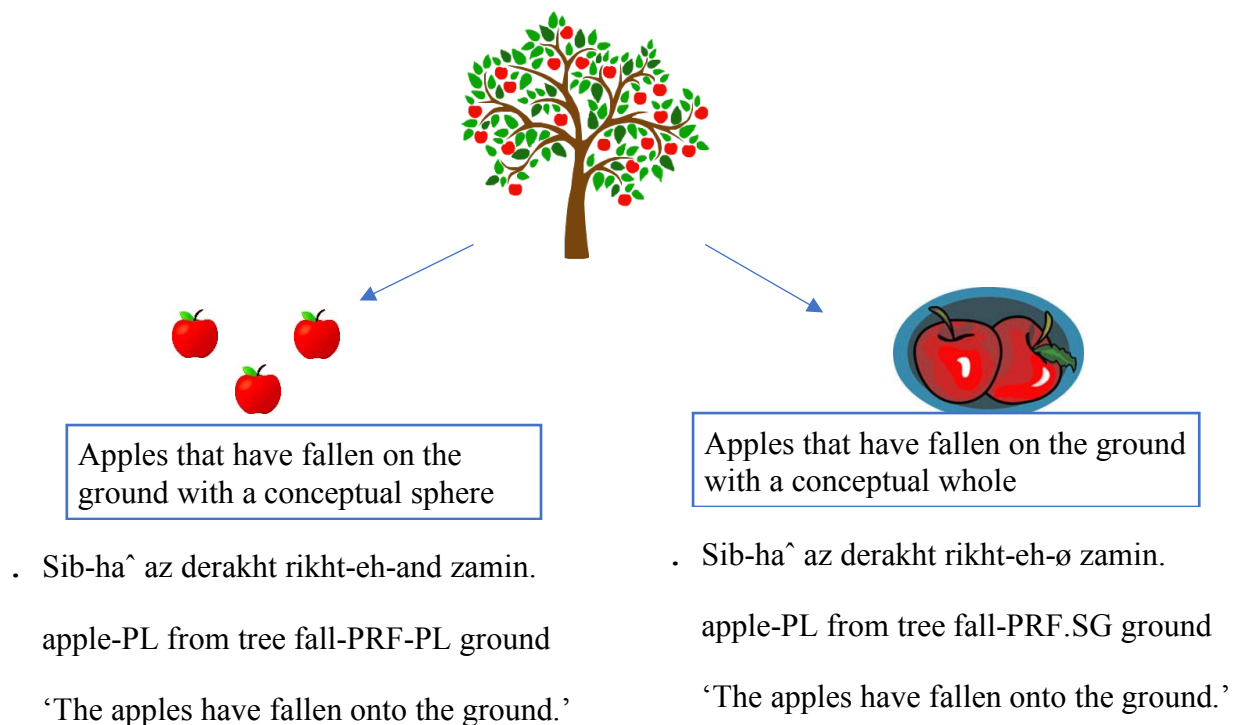 Apples that have fallen on the
ground with a conceptual sphere
Apples that have fallen on the ground
with a conceptual whole
. Sib-haˆ az derakht rikht-eh-and zamin.
apple-PL from tree fall-PRF-PL ground
‘The apples have fallen onto the ground.’
. Sib-haˆ az derakht rikht-eh-ø zamin.
apple-PL from tree fall-PRF.SG ground
‘The apples have fallen onto the ground.’